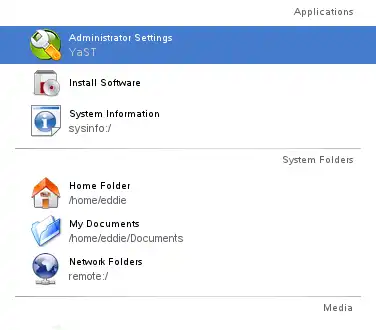 Applications
Administrator Settings
YaST
Install Software
System Information
sysinfo:/
System Folders
Home Folder
/home/eddie
My Documents
/home/eddie/Documents
Network Folders
remote:/
Media